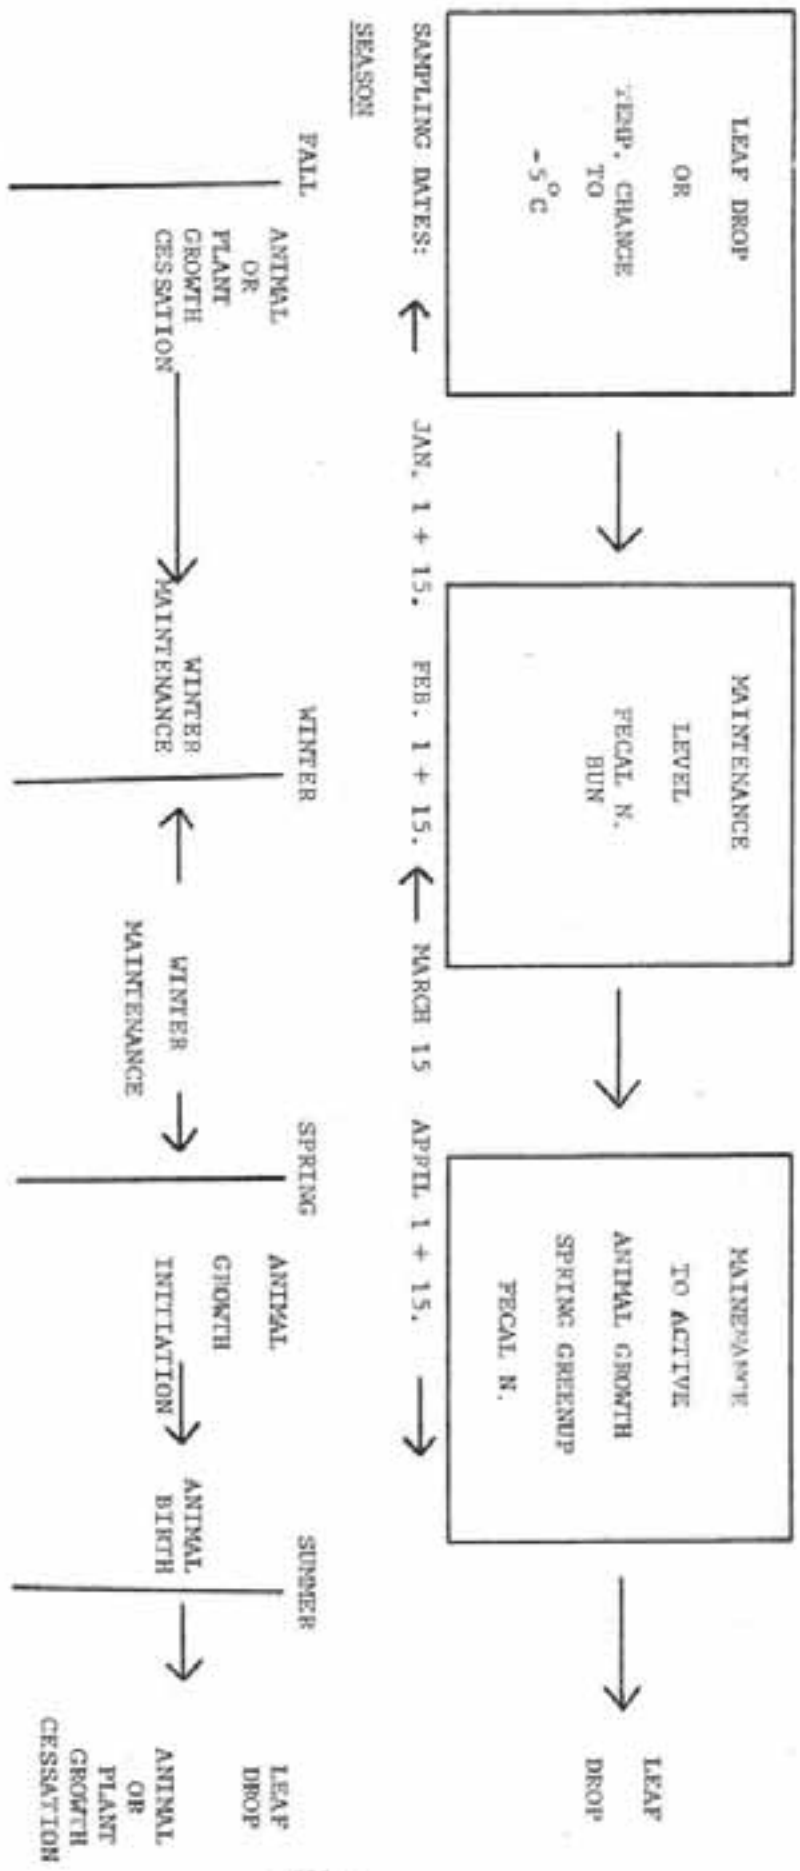 LEAF DROP
OR
TEMP. CHANGE
TO
-5°C
MAINTENANCE
LEVEL
FECAL N.
BUN
MAINENANCE
TO ACTIVE
ANIMAL GROWTH
SPRING GREENUP
FECAL N.
LEAF
DROP
SAMPLING DATES: JAN. 1 + 15. FEB. 1 + 15. MARCH 15 APRIL 1 + 15.
SEASON
FALL
WINTER
SPRING
SUMMER
ANIMAL
OR
PLANT
GROWTH
CESSATION
WINTER
MAINTENANCE
WINTER
MAINTENANCE
ANIMAL
GROWTH
INITIATION
ANIMAL
BIRTH
LEAF
DROP
ANIMAL
OR
PLANT
GROWTH
CESSATION